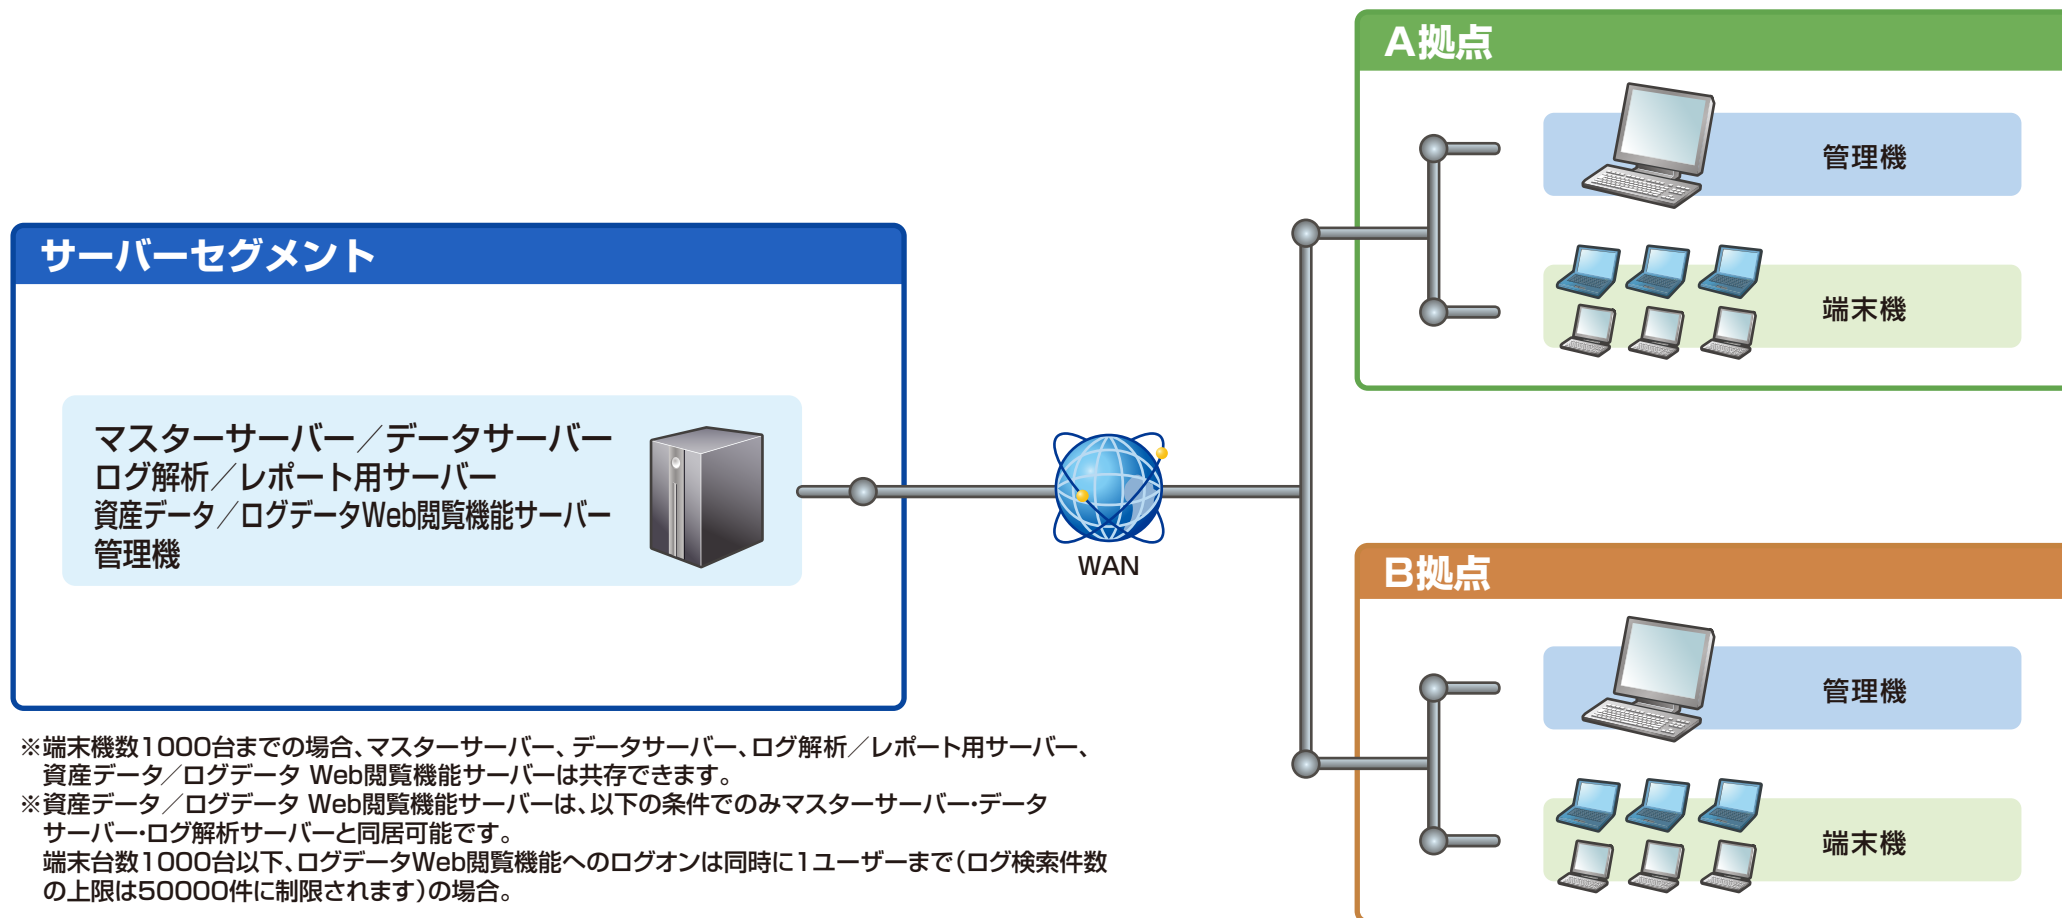 サーバーセグメント
マスターサーバー／データサーバー
ログ解析／レポート用サーバー
資産データ／ログデータWeb閲覧機能サーバー
管理機
WAN
A拠点
管理機
端末機
B拠点
管理機
端末機
※端末機数1000台までの場合、マスターサーバー、データサーバー、ログ解析／レポート用サーバー、
資産データ／ログデータ Web閲覧機能サーバーは共存できます。
※資産データ／ログデータ Web閲覧機能サーバーは、以下の条件でのみマスターサーバー・データ
サーバー・ログ解析サーバーと同居可能です。
端末台数1000台以下、ログデータWeb閲覧機能へのログオンは同時に1ユーザーまで（ログ検索件数
の上限は50000件に制限されます）の場合。